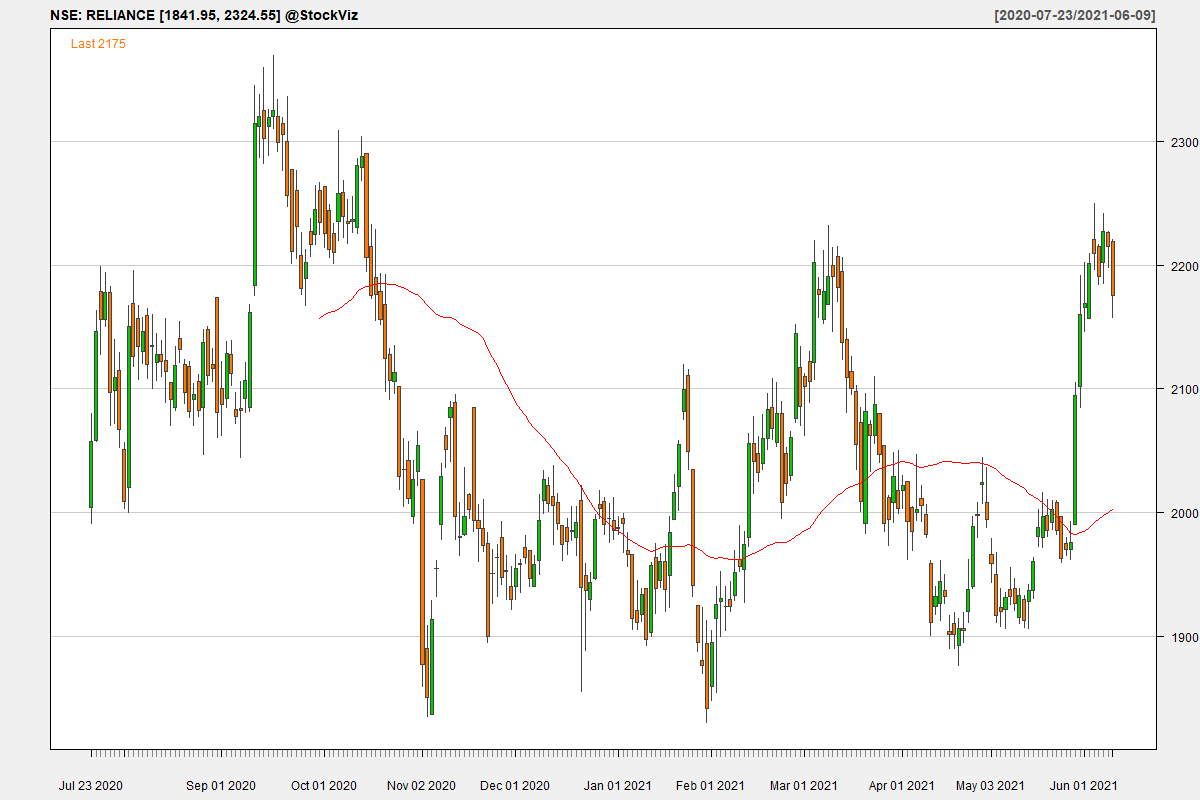 NSE: RELIANCE [1841.95, 2324.55] @StockViz
[2020-07-23/2021-06-09]
Last 2175
2300
2200
2100
2000
1900
Jul 23 2020
Sep 01 2020
Oct 01 2020
Nov 02 2020
Dec 01 2020
Jan 01 2021
Feb 01 2021
Mar 01 2021
Apr 01 2021
May 03 2021
Jun 01 2021